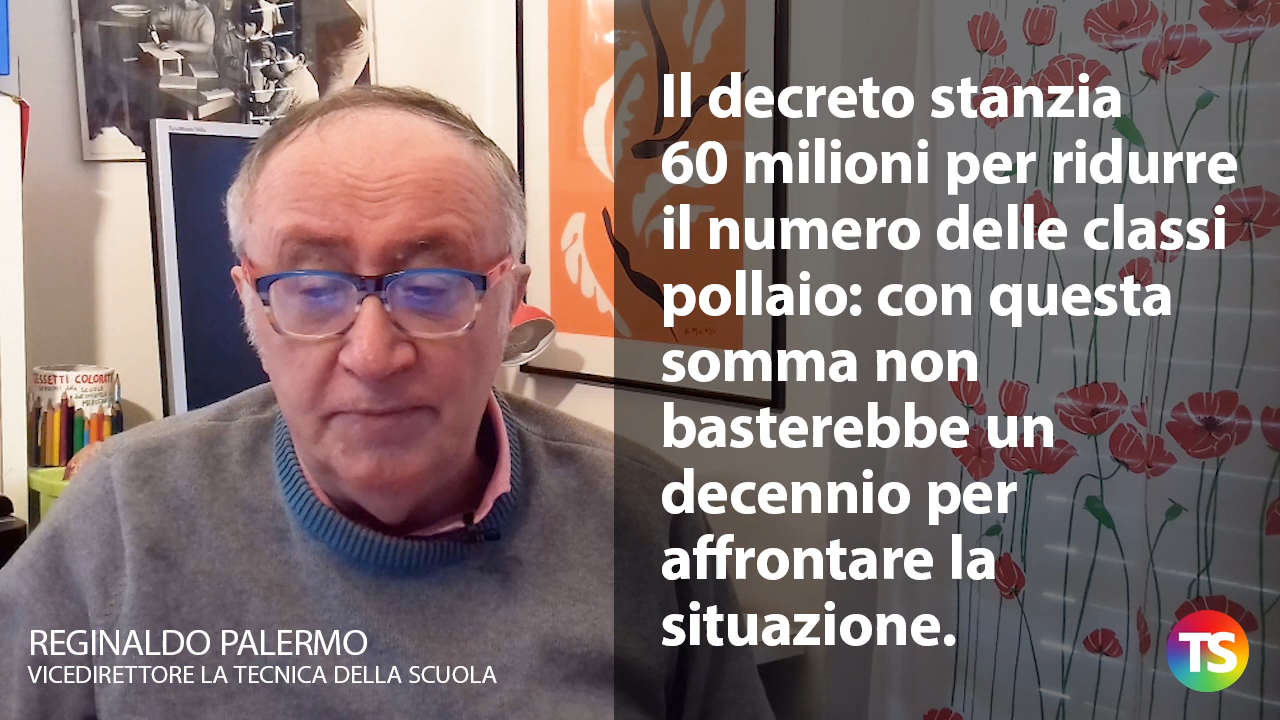 Il decreto stanzia
60 milioni per ridurre
il numero delle classi
pollaio: con questa
somma non
basterebbe un
decennio per
affrontare la
situazione.
REGINALDO PALERMO
VICEDIRETTORE LA TECNICA DELLA SCUOLA
TS